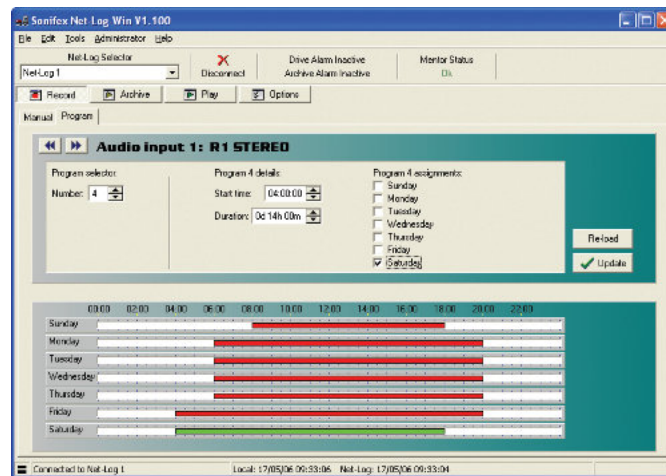 Sonifex Net-Log Win V1.100
File Edit Tools Administrator Help
Net-Log Selector
Net-Log 1
Disconnect
Drive Alarm Inactive
Archive Alarm Inactive
Mentor Status
Ok
Record Archive Play Options
Manual Program
Audio input 1: R1 STEREO
Program selector:
Number: 4
Program 4 details:
Start time: 04:00:00
Duration: 0d 14h 00m
Program 4 assignments:
Sunday
Monday
Tuesday
Wednesday
Thursday
Friday
Saturday
Re-load
Update
00:00 02:00 04:00 06:00 08:00 10:00 12:00 14:00 16:00 18:00 20:00 22:00
Sunday
Monday
Tuesday
Wednesday
Thursday
Friday
Saturday
Connected to Net-Log 1 Local: 17/05/06 09:33:06 Net-Log: 17/05/06 09:33:04